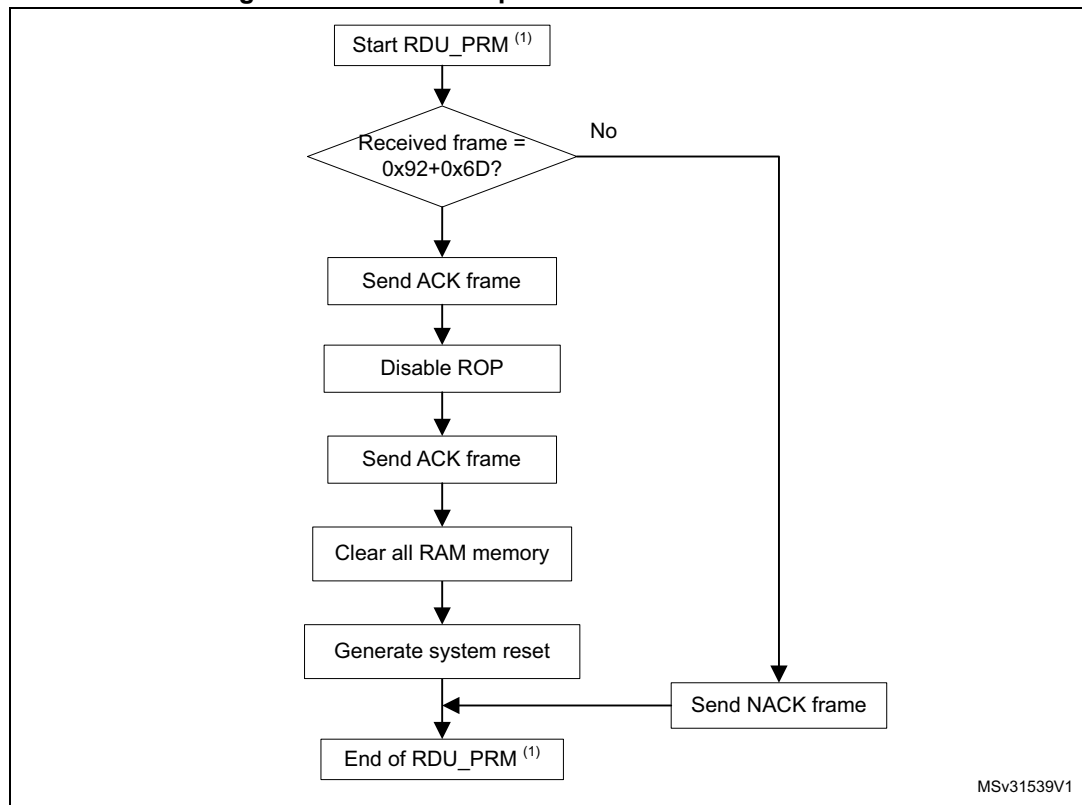 Start RDU_PRM (1)
Received frame =
0x92+0x6D?
No
Send ACK frame
Disable ROP
Send ACK frame
Clear all RAM memory
Generate system reset
Send NACK frame
End of RDU_PRM (1)
MSv31539V1